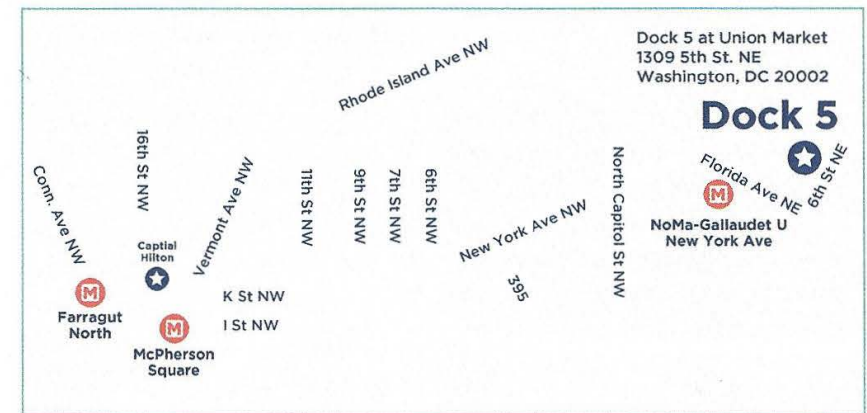 Dock 5 at Union Market
1309 5th St. NE
Washington, DC 20002
Dock 5
Rhode Island Ave NW
16th St NW
Conn. Ave NW
Vermont Ave NW
11th St NW
9th St NW
7th St NW
6th St NW
New York Ave NW
395
North Capitol St NW
Florida Ave NE
6th St NE
M
NoMa-Gallaudet U
New York Ave
Captial
Hilton
M
Farragut
North
K St NW
I St NW
M
McPherson
Square